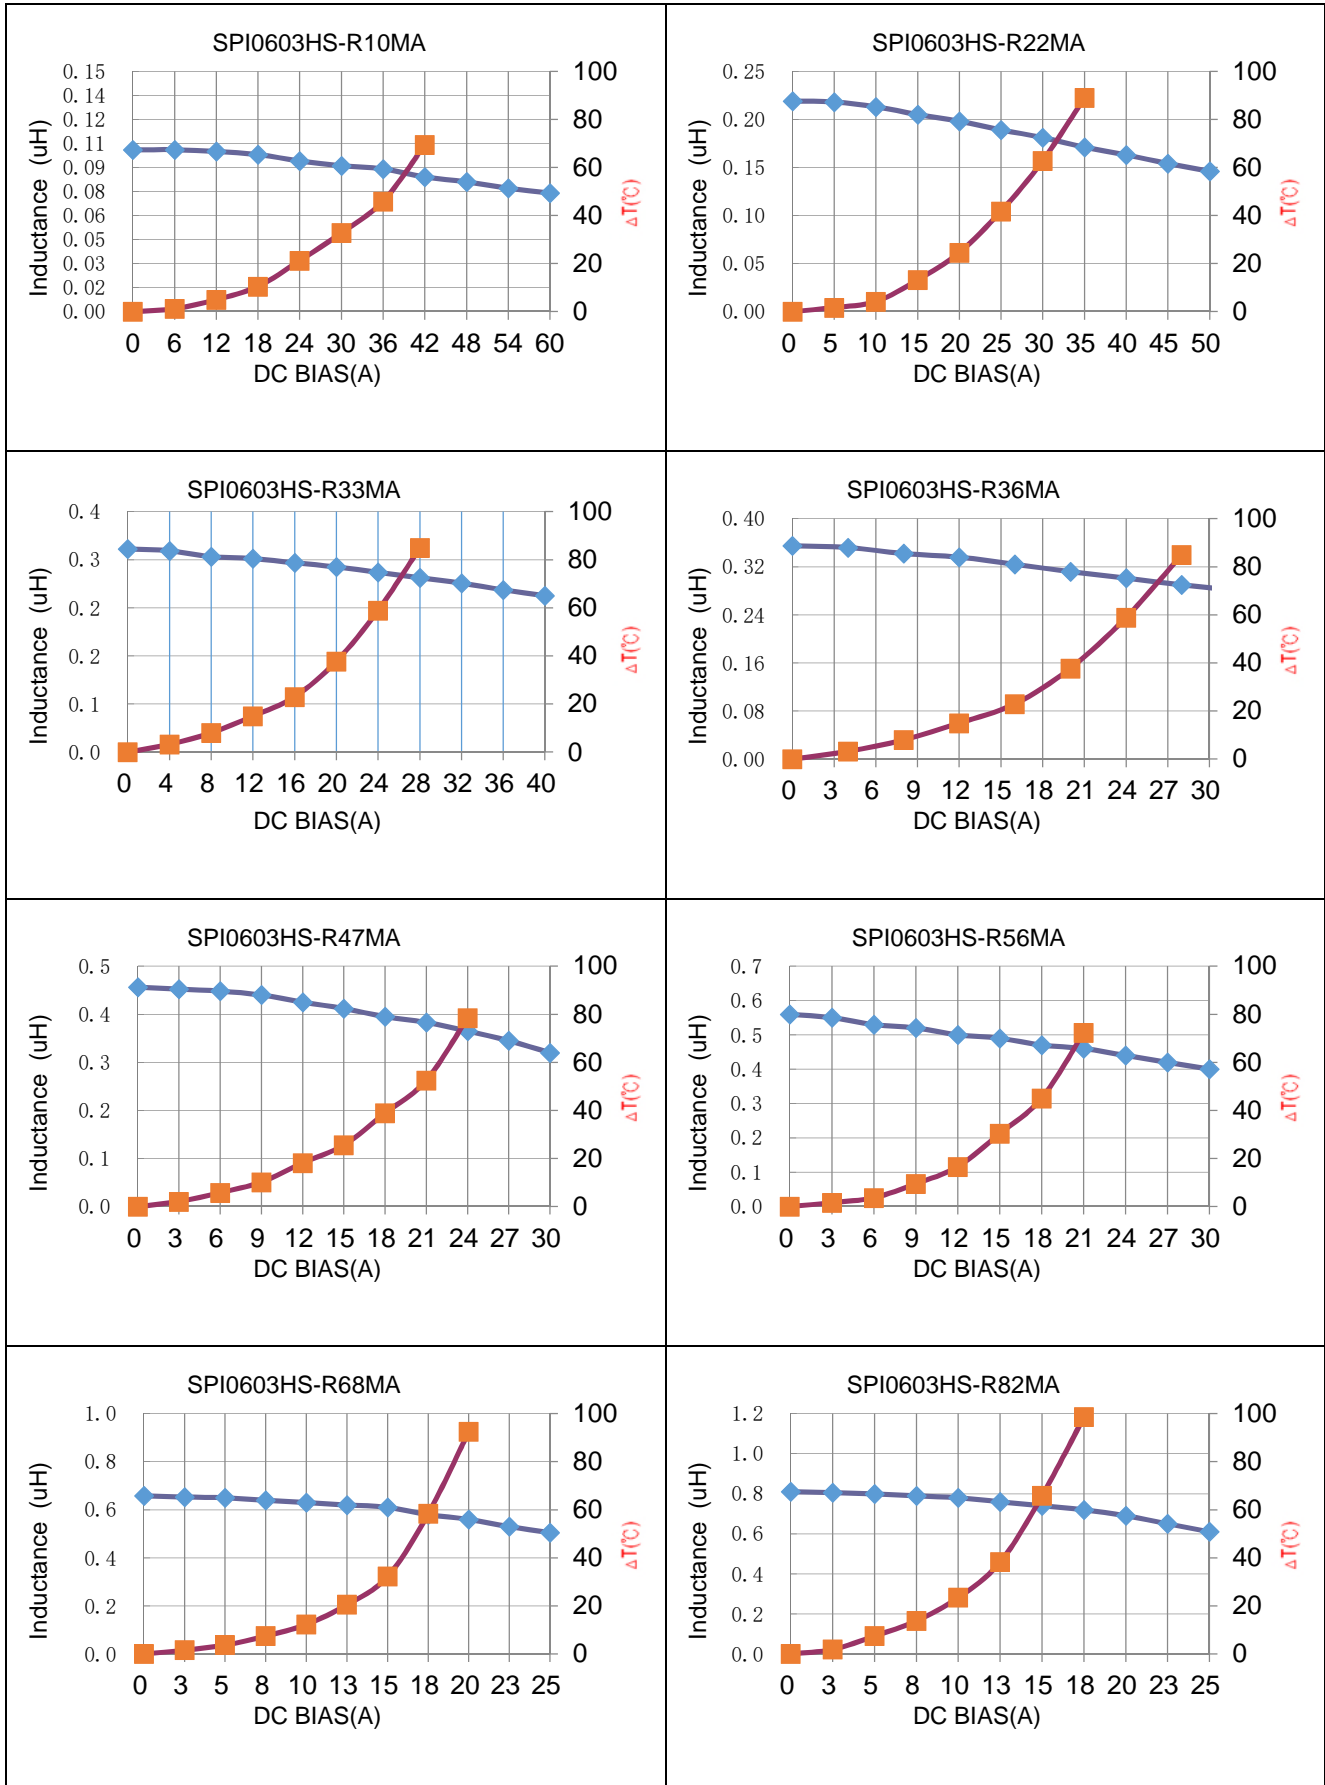 SPI0603HS-R10MA
Inductance (uH)
0.15
0.14
0.12
0.11
0.09
0.08
0.06
0.05
0.03
0.02
0.00
100
80
60
40
20
0
ΔT(℃)
0 6 12 18 24 30 36 42 48 54 60
DC BIAS(A)
SPI0603HS-R22MA
Inductance (uH)
0.25
0.20
0.15
0.10
0.05
0.00
100
80
60
40
20
0
ΔT(℃)
0 5 10 15 20 25 30 35 40 45 50
DC BIAS(A)
SPI0603HS-R33MA
Inductance (uH)
0.4
0.3
0.2
0.2
0.1
0.0
100
80
60
40
20
0
ΔT(℃)
0 4 8 12 16 20 24 28 32 36 40
DC BIAS(A)
SPI0603HS-R36MA
Inductance (uH)
0.40
0.32
0.24
0.16
0.08
0.00
100
80
60
40
20
0
ΔT(℃)
0 3 6 9 12 15 18 21 24 27 30
DC BIAS(A)
SPI0603HS-R47MA
Inductance (uH)
0.5
0.4
0.3
0.2
0.1
0.0
100
80
60
40
20
0
ΔT(℃)
0 3 6 9 12 15 18 21 24 27 30
DC BIAS(A)
SPI0603HS-R56MA
Inductance (uH)
0.7
0.6
0.5
0.4
0.3
0.2
0.1
0.0
100
80
60
40
20
0
ΔT(℃)
0 3 6 9 12 15 18 21 24 27 30
DC BIAS(A)
SPI0603HS-R68MA
Inductance (uH)
1.0
0.8
0.6
0.4
0.2
0.0
100
80
60
40
20
0
ΔT(℃)
0 3 5 8 10 13 15 18 20 23 25
DC BIAS(A)
SPI0603HS-R82MA
Inductance (uH)
1.2
1.0
0.8
0.6
0.4
0.2
0.0
100
80
60
40
20
0
ΔT(℃)
0 3 5 8 10 13 15 18 20 23 25
DC BIAS(A)